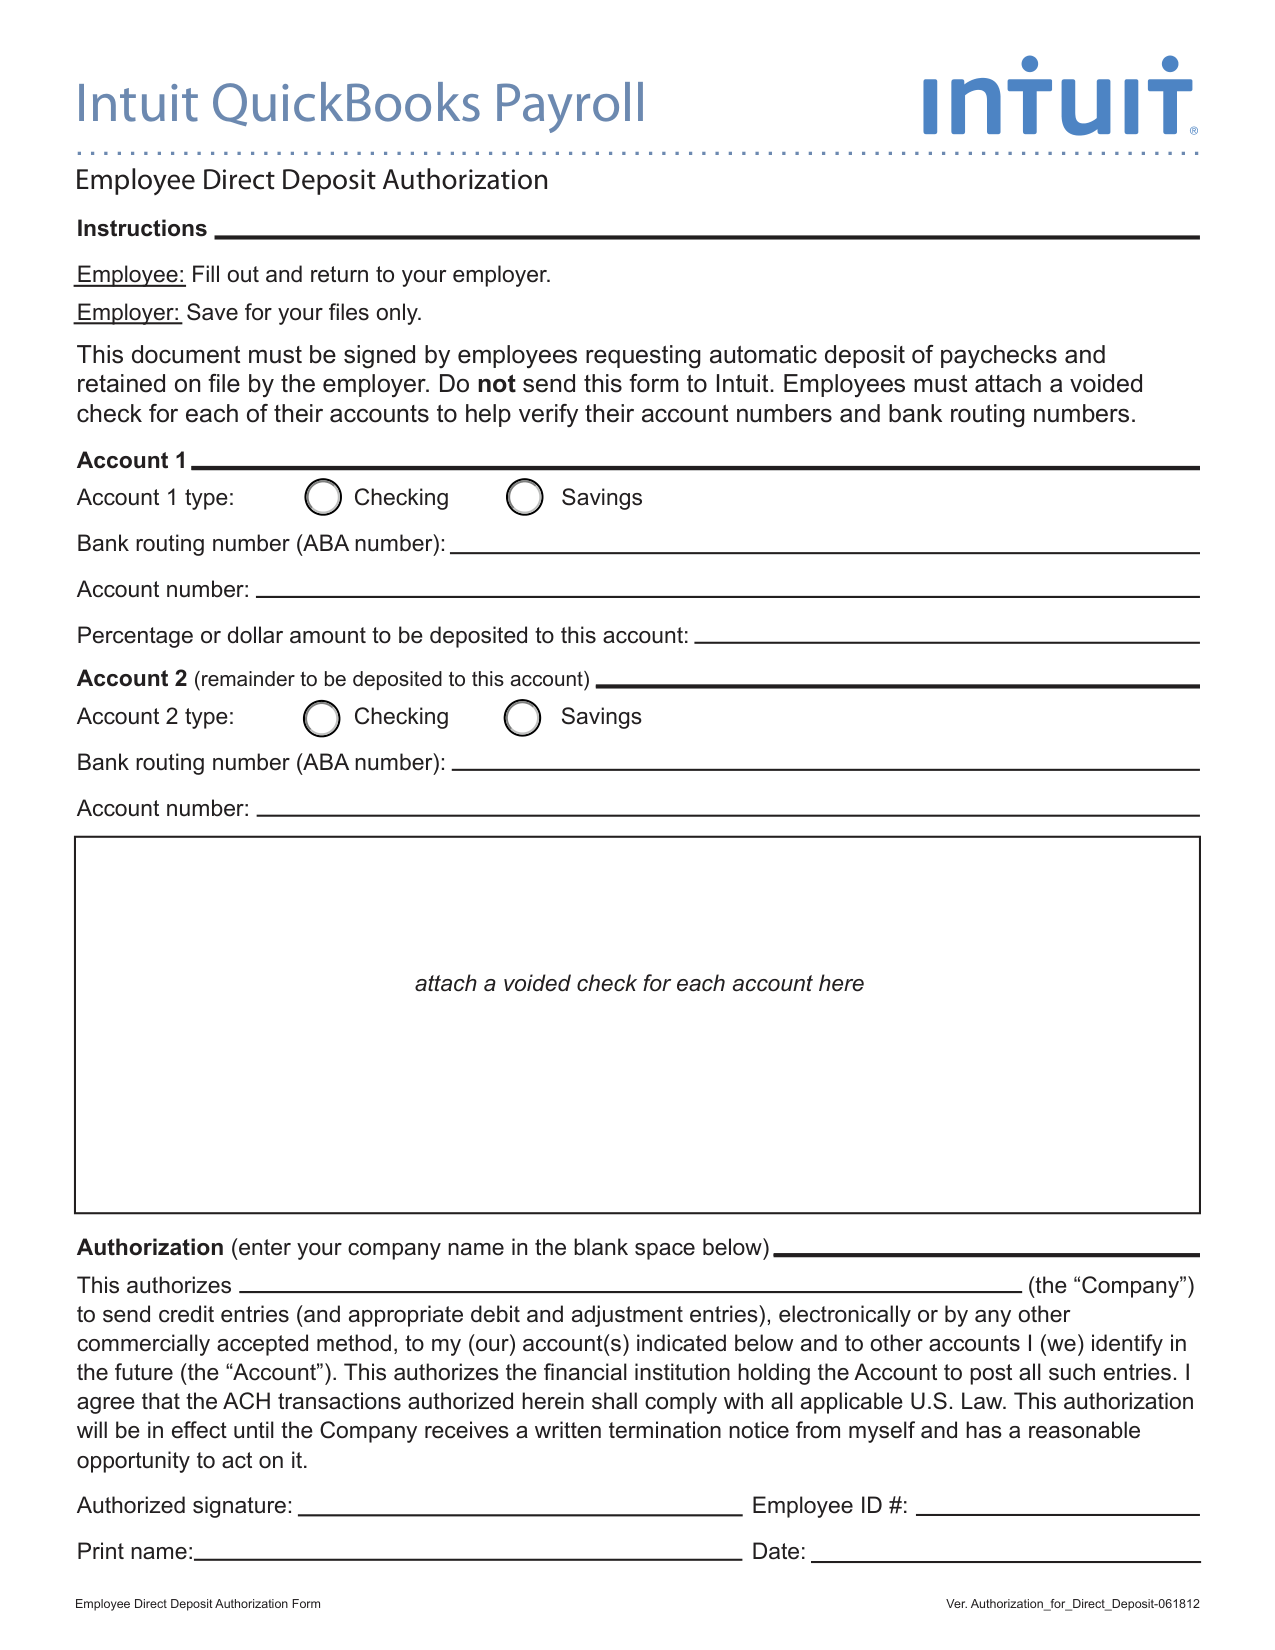 Intuit QuickBooks Payroll
intuit®
Employee Direct Deposit Authorization
Instructions
Employee: Fill out and return to your employer.
Employer: Save for your files only.
This document must be signed by employees requesting automatic deposit of paychecks and
retained on file by the employer. Do not send this form to Intuit. Employees must attach a voided
check for each of their accounts to help verify their account numbers and bank routing numbers.
Account 1
Account 1 type: Checking Savings
Bank routing number (ABA number):
Account number:
Percentage or dollar amount to be deposited to this account:
Account 2 (remainder to be deposited to this account)
Account 2 type: Checking Savings
Bank routing number (ABA number):
Account number:
attach a voided check for each account here
Authorization (enter your company name in the blank space below)
This authorizes (the “Company”)
to send credit entries (and appropriate debit and adjustment entries), electronically or by any other
commercially accepted method, to my (our) account(s) indicated below and to other accounts I (we) identify in
the future (the “Account”). This authorizes the financial institution holding the Account to post all such entries. I
agree that the ACH transactions authorized herein shall comply with all applicable U.S. Law. This authorization
will be in effect until the Company receives a written termination notice from myself and has a reasonable
opportunity to act on it.
Authorized signature: Employee ID #:
Print name: Date:
Employee Direct Deposit Authorization Form Ver. Authorization_for_Direct_Deposit-061812